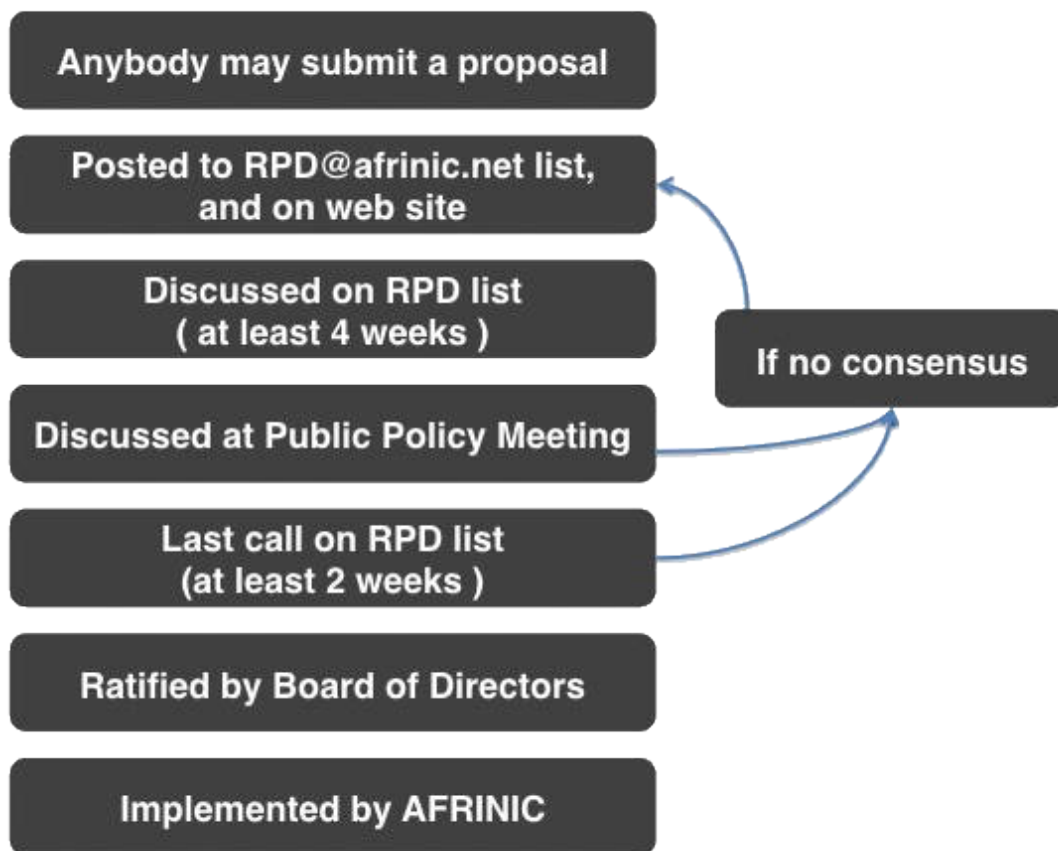 Anybody may submit a proposal
Posted to RPD@afrinic.net list,
and on web site
Discussed on RPD list
( at least 4 weeks )
If no consensus
Discussed at Public Policy Meeting
Last call on RPD list
(at least 2 weeks )
Ratified by Board of Directors
Implemented by AFRINIC